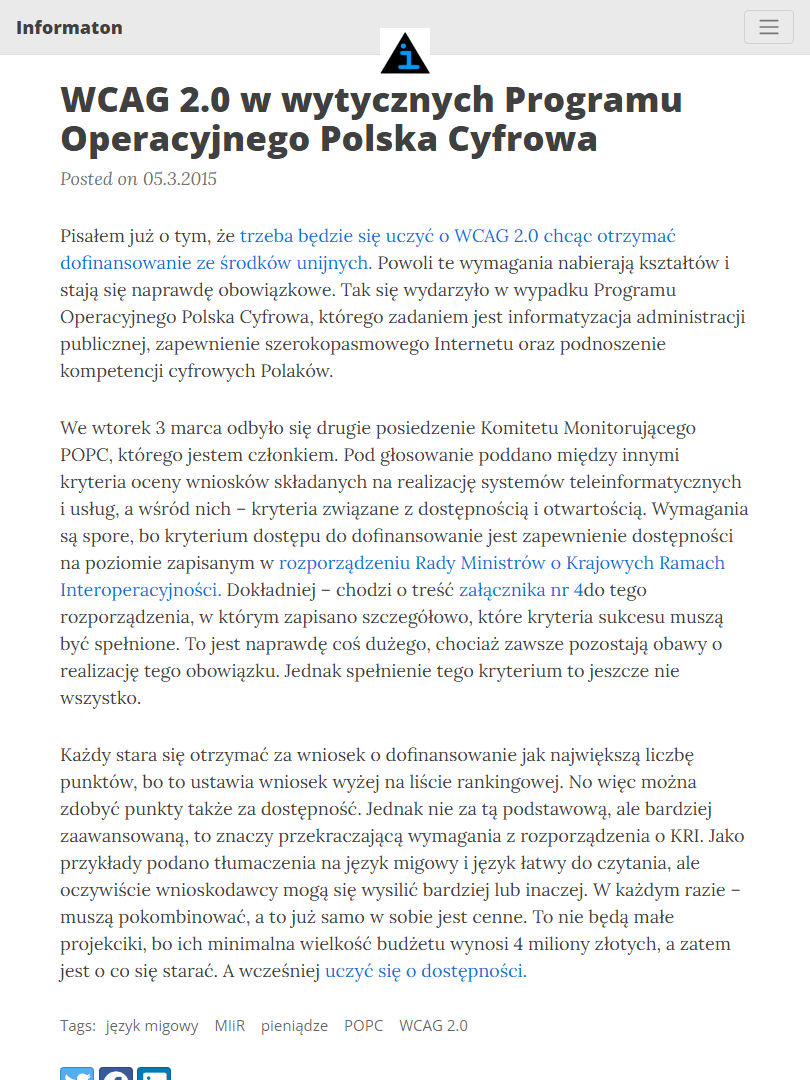 Informaton
i
WCAG 2.0 w wytycznych Programu
Operacyjnego Polska Cyfrowa
Posted on 05.3.2015
Pisałem już o tym, że trzeba będzie się uczyć o WCAG 2.0 chcąc otrzymać
dofinansowanie ze środków unijnych. Powoli te wymagania nabierają kształtów i
stają się naprawdę obowiązkowe. Tak się wydarzyło w wypadku Programu
Operacyjnego Polska Cyfrowa, którego zadaniem jest informatyzacja administracji
publicznej, zapewnienie szerokopasmowego Internetu oraz podnoszenie
kompetencji cyfrowych Polaków.
We wtorek 3 marca odbyło się drugie posiedzenie Komitetu Monitorującego
POPC, którego jestem członkiem. Pod głosowanie poddano między innymi
kryteria oceny wniosków składanych na realizację systemów teleinformatycznych
i usług, a wśród nich – kryteria związane z dostępnością i otwartością. Wymagania
są spore, bo kryterium dostępu do dofinansowanie jest zapewnienie dostępności
na poziomie zapisanym w rozporządzeniu Rady Ministrów o Krajowych Ramach
Interoperacyjności. Dokładniej – chodzi o treść załącznika nr 4do tego
rozporządzenia, w którym zapisano szczegółowo, które kryteria sukcesu muszą
być spełnione. To jest naprawdę coś dużego, chociaż zawsze pozostają obawy o
realizację tego obowiązku. Jednak spełnienie tego kryterium to jeszcze nie
wszystko.
Każdy stara się otrzymać za wniosek o dofinansowanie jak największą liczbę
punktów, bo to ustawia wniosek wyżej na liście rankingowej. No więc można
zdobyć punkty także za dostępność. Jednak nie za tą podstawową, ale bardziej
zaawansowaną, to znaczy przekraczającą wymagania z rozporządzenia o KRI. Jako
przykłady podano tłumaczenia na język migowy i język łatwy do czytania, ale
oczywiście wnioskodawcy mogą się wysilić bardziej lub inaczej. W każdym razie –
muszą pokombinować, a to już samo w sobie jest cenne. To nie będą małe
projekciki, bo ich minimalna wielkość budżetu wynosi 4 miliony złotych, a zatem
jest o co się starać. A wcześniej uczyć się o dostępności.
Tags: język migowy MIiR pieniądze POPC WCAG 2.0